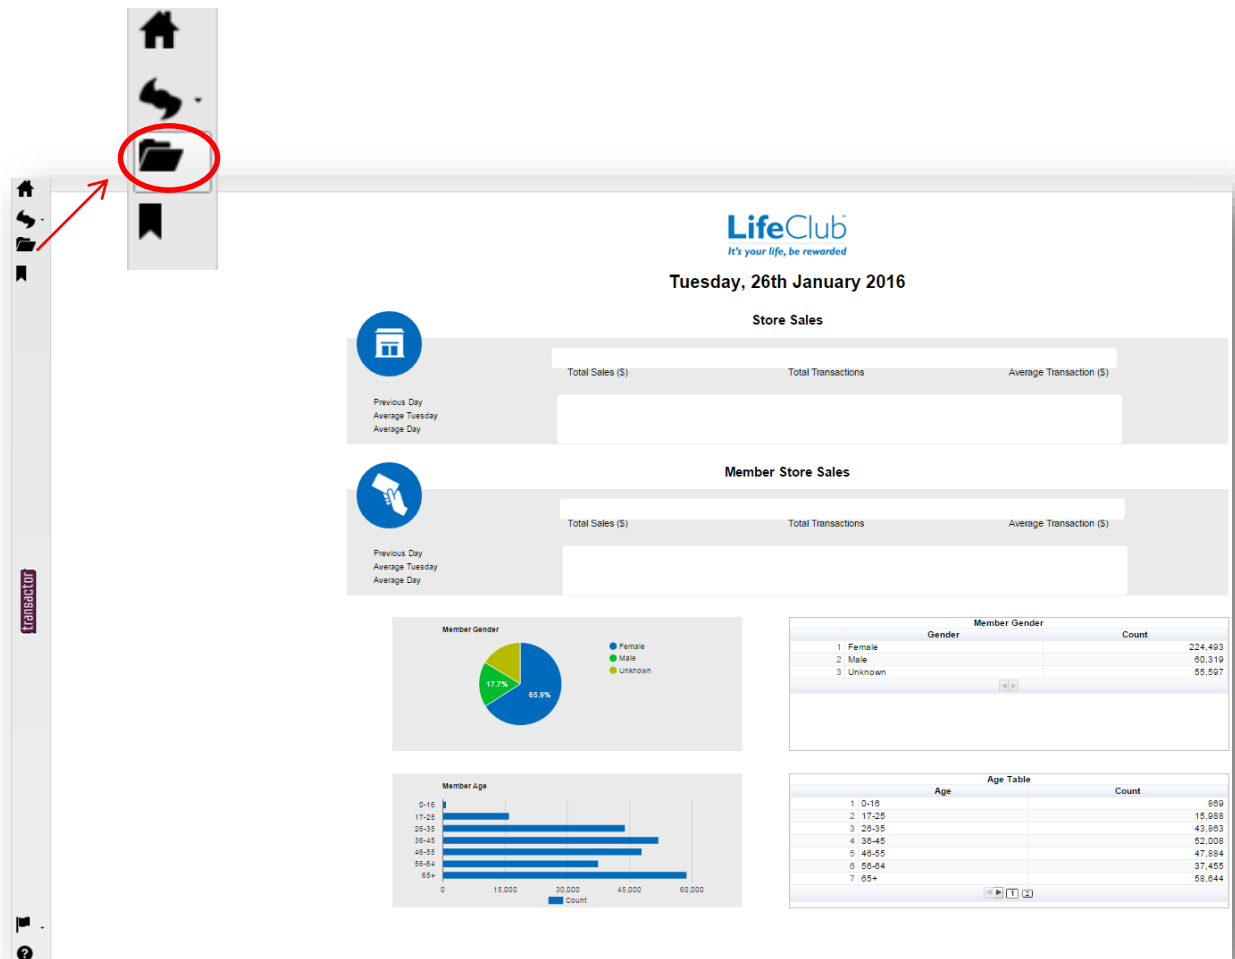 LifeClub™
It's your life, be rewarded
Tuesday, 26th January 2016
Store Sales
Total Sales ($) Total Transactions Average Transaction ($)
Previous Day
Average Tuesday
Average Day
Member Store Sales
Total Sales ($) Total Transactions Average Transaction ($)
Previous Day
Average Tuesday
Average Day
transactor
Member Gender
Female
Male
Unknown
17.7%
65.9%
Member Gender
Gender Count
1 Female 224,493
2 Male 60,319
3 Unknown 55,597
Member Age
0-16
17-25
26-35
36-45
46-55
56-64
65+
0 15,000 30,000 45,000 60,000
Count
Age Table
Age Count
1 0-16 869
2 17-25 15,988
3 26-35 43,863
4 36-45 52,008
5 46-55 47,884
6 56-64 37,455
7 65+ 58,644
1 2